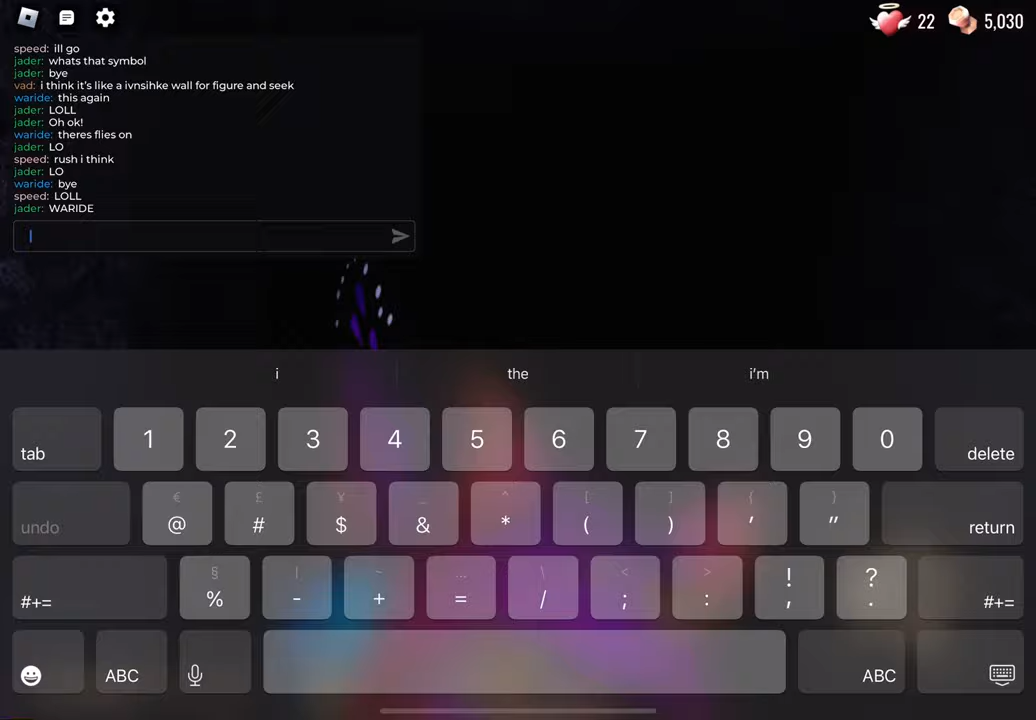 22 5,030
speed: ill go
jader: whats that symbol
jader: bye
vad: i think it's like a ivnsihke wall for figure and seek
waride: this again
jader: LOLL
jader: Oh ok!
waride: theres flies on
jader: LO
speed: rush i think
jader: LO
waride: bye
speed: LOLL
jader: WARIDE
i the i'm
tab 1 2 3 4 5 6 7 8 9 0 delete
€ £ ¥ _ ^ [ ] { }
undo @ # $ & * ( ) ' " return
§ | ~ … \ < > ! ?
#+= % - + = / ; : , . #+=
ABC ABC